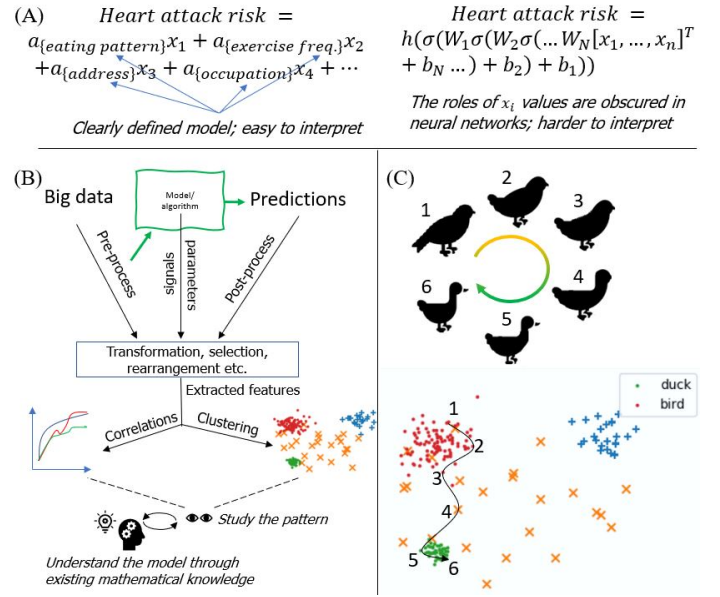 (A)
Heart attack risk =
a{eating pattern}x1 + a{exercise freq.}x2
+a{address}x3 + a{occupation}x4 + ⋯
Clearly defined model; easy to interpret
Heart attack risk =
h(σ(W1σ(W2σ(… WN[x1, … , xn]^T
+ bN …) + b2) + b1))
The roles of xi values are obscured in
neural networks; harder to interpret
(B)
Big data
Model/
algorithm
Predictions
Pre-process
signals
parameters
Post-process
Transformation, selection,
rearrangement etc.
Extracted features
Correlations
Clustering
Study the pattern
Understand the model through
existing mathematical knowledge
(C)
1
2
3
4
5
6
duck
bird
1
2
3
4
5
6